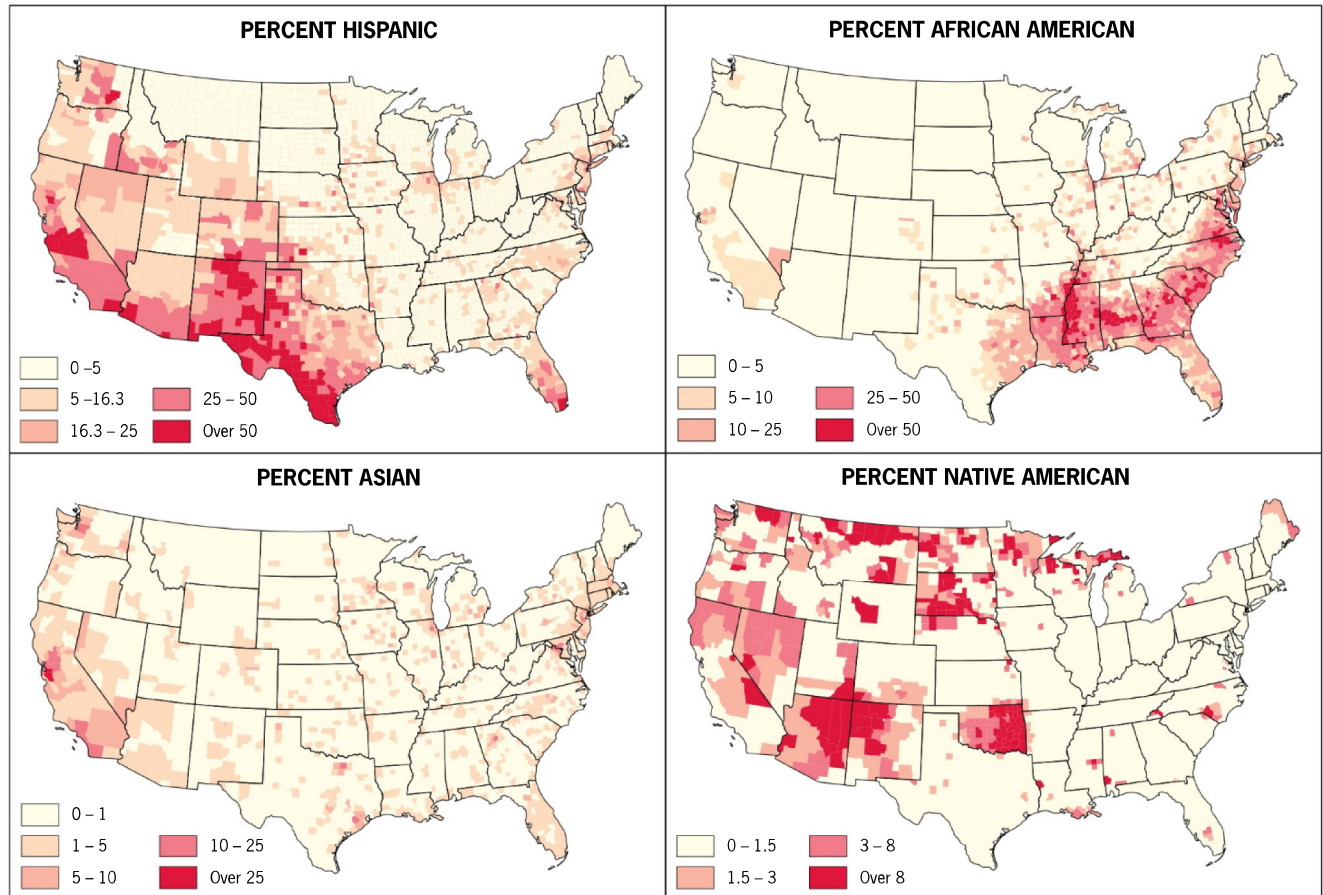 PERCENT HISPANIC
0 –5
5 –16.3
16.3 – 25
25 – 50
Over 50
PERCENT AFRICAN AMERICAN
0 – 5
5 – 10
10 – 25
25 – 50
Over 50
PERCENT ASIAN
0 – 1
1 – 5
5 – 10
10 – 25
Over 25
PERCENT NATIVE AMERICAN
0 – 1.5
1.5 – 3
3 – 8
Over 8